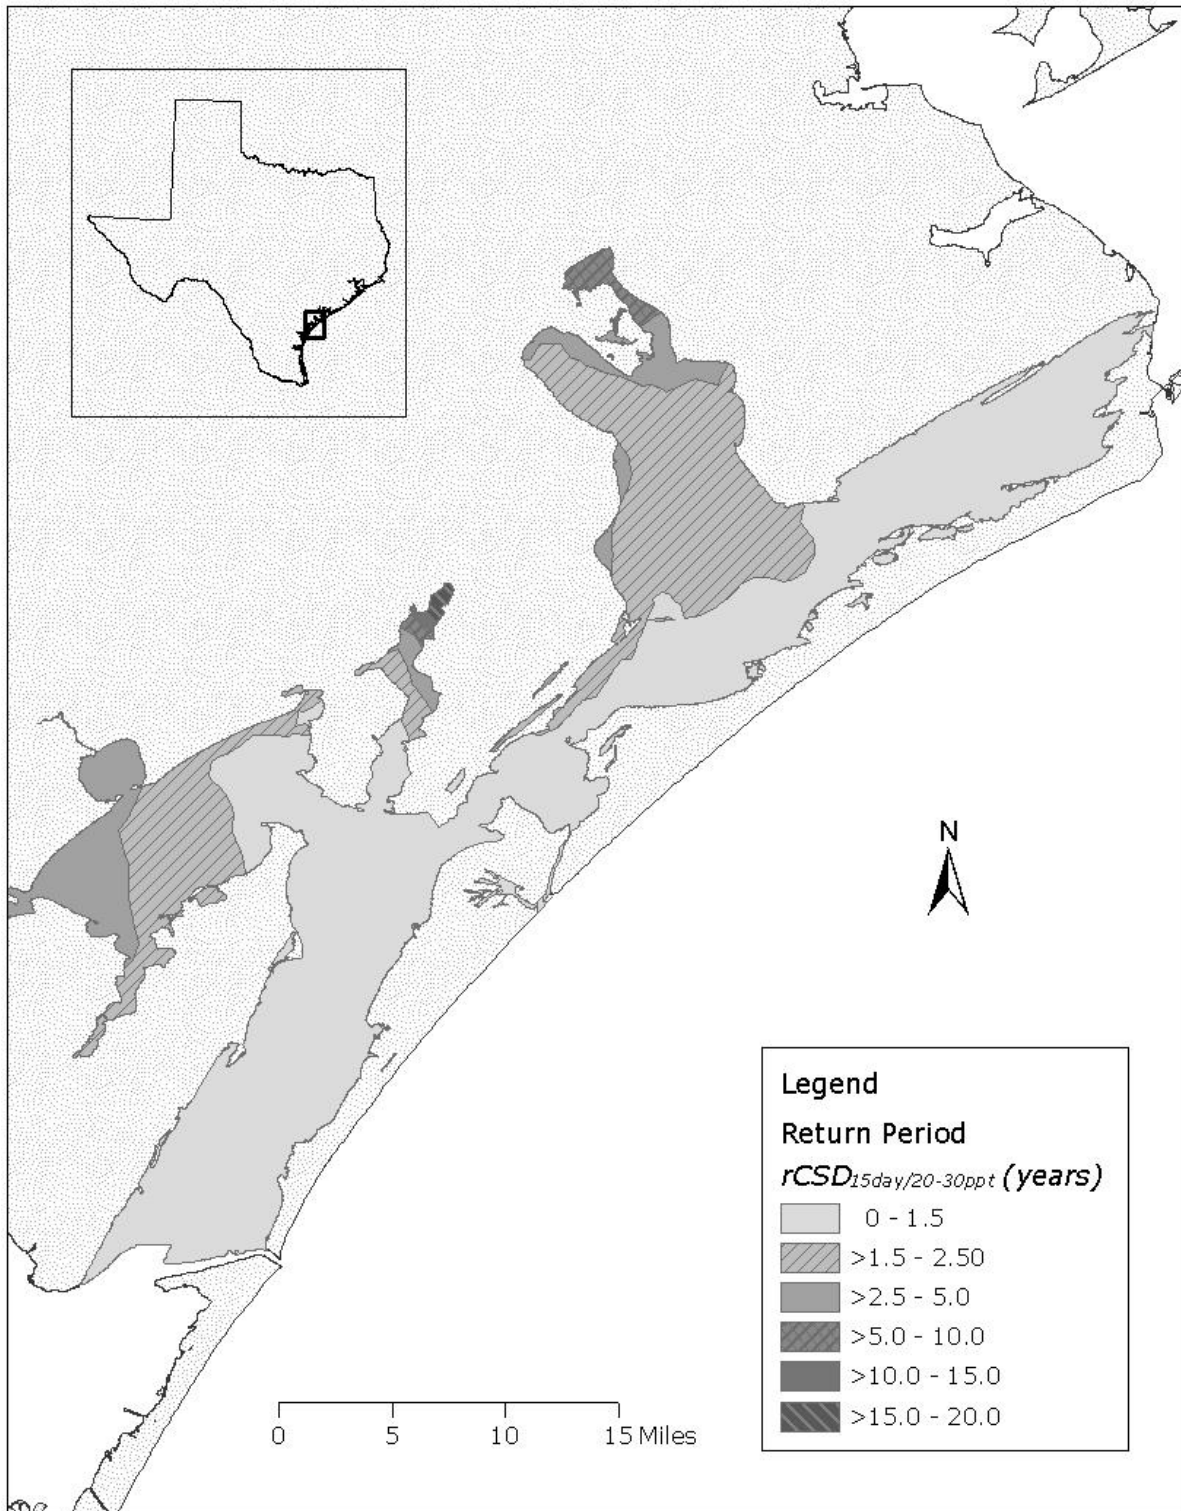 N
Legend
Return Period
rCSD15day/20-30ppt (years)
0 - 1.5
>1.5 - 2.50
>2.5 - 5.0
>5.0 - 10.0
>10.0 - 15.0
>15.0 - 20.0
0 5 10 15 Miles